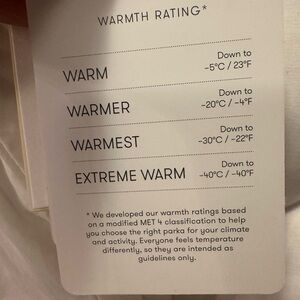 WARMTH RATING*
Down to
WARM -5°C / 23°F
Down to
WARMER -20°C / -4°F
Down to
WARMEST -30°C / -22°F
Down to
EXTREME WARM -40°C / -40°F
* We developed our warmth ratings based
on a modified MET 4 classification to help
you choose the right parka for your climate
and activity. Everyone feels temperature
differently, so they are intended as
guidelines only.